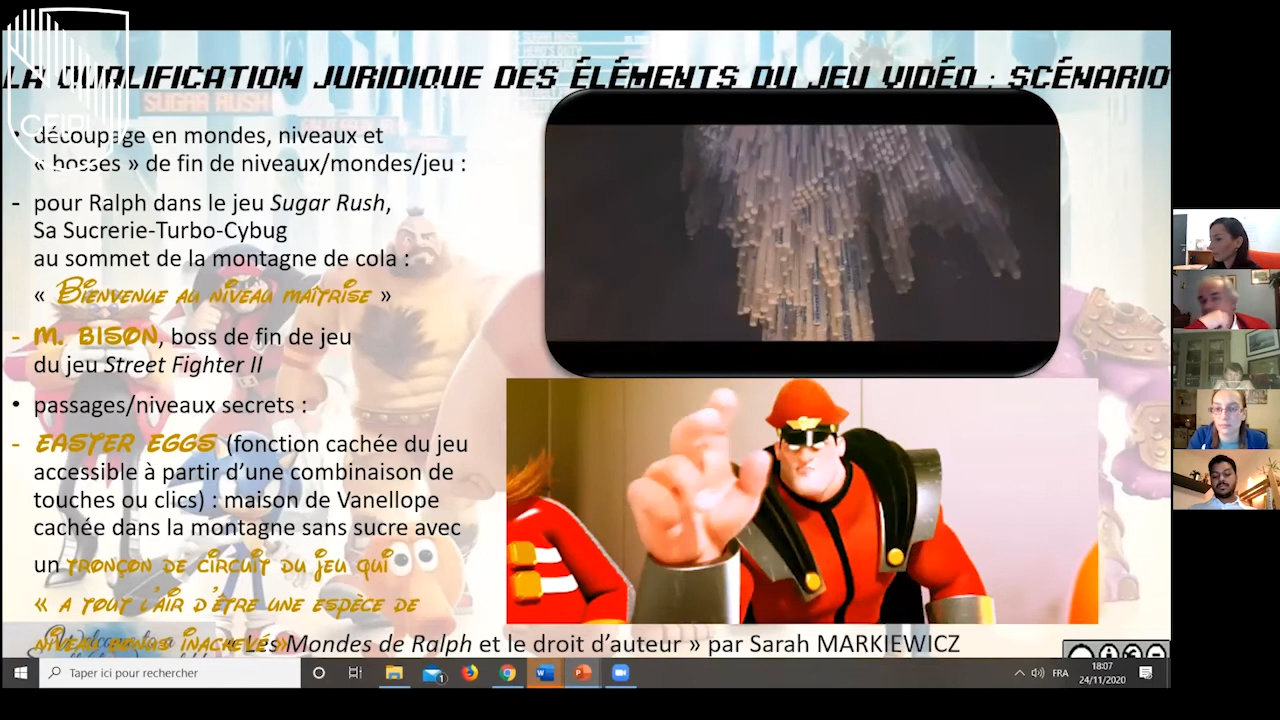 LA QUALIFICATION JURIDIQUE DES ÉLÉMENTS DU JEU VIDÉO : SCÉNARIO
CEIPI
SUGAR RUSH
• découpage en mondes, niveaux et
« bosses » de fin de niveaux/mondes/jeu :
- pour Ralph dans le jeu Sugar Rush,
Sa Sucrerie-Turbo-Cybug
au sommet de la montagne de cola :
« Bienvenue au niveau maîtrise »
- M. BISON, boss de fin de jeu
du jeu Street Fighter II
• passages/niveaux secrets :
- EASTER EGGS (fonction cachée du jeu
accessible à partir d'une combinaison de
touches ou clics) : maison de Vanellope
cachée dans la montagne sans sucre avec
un tronçon de circuit du jeu qui
« a tout l'air d'être une espèce de
niveau bonus inachevé »
Les Mondes de Ralph et le droit d'auteur » par Sarah MARKIEWICZ
Taper ici pour rechercher
1
FRA
18:07
24/11/2020